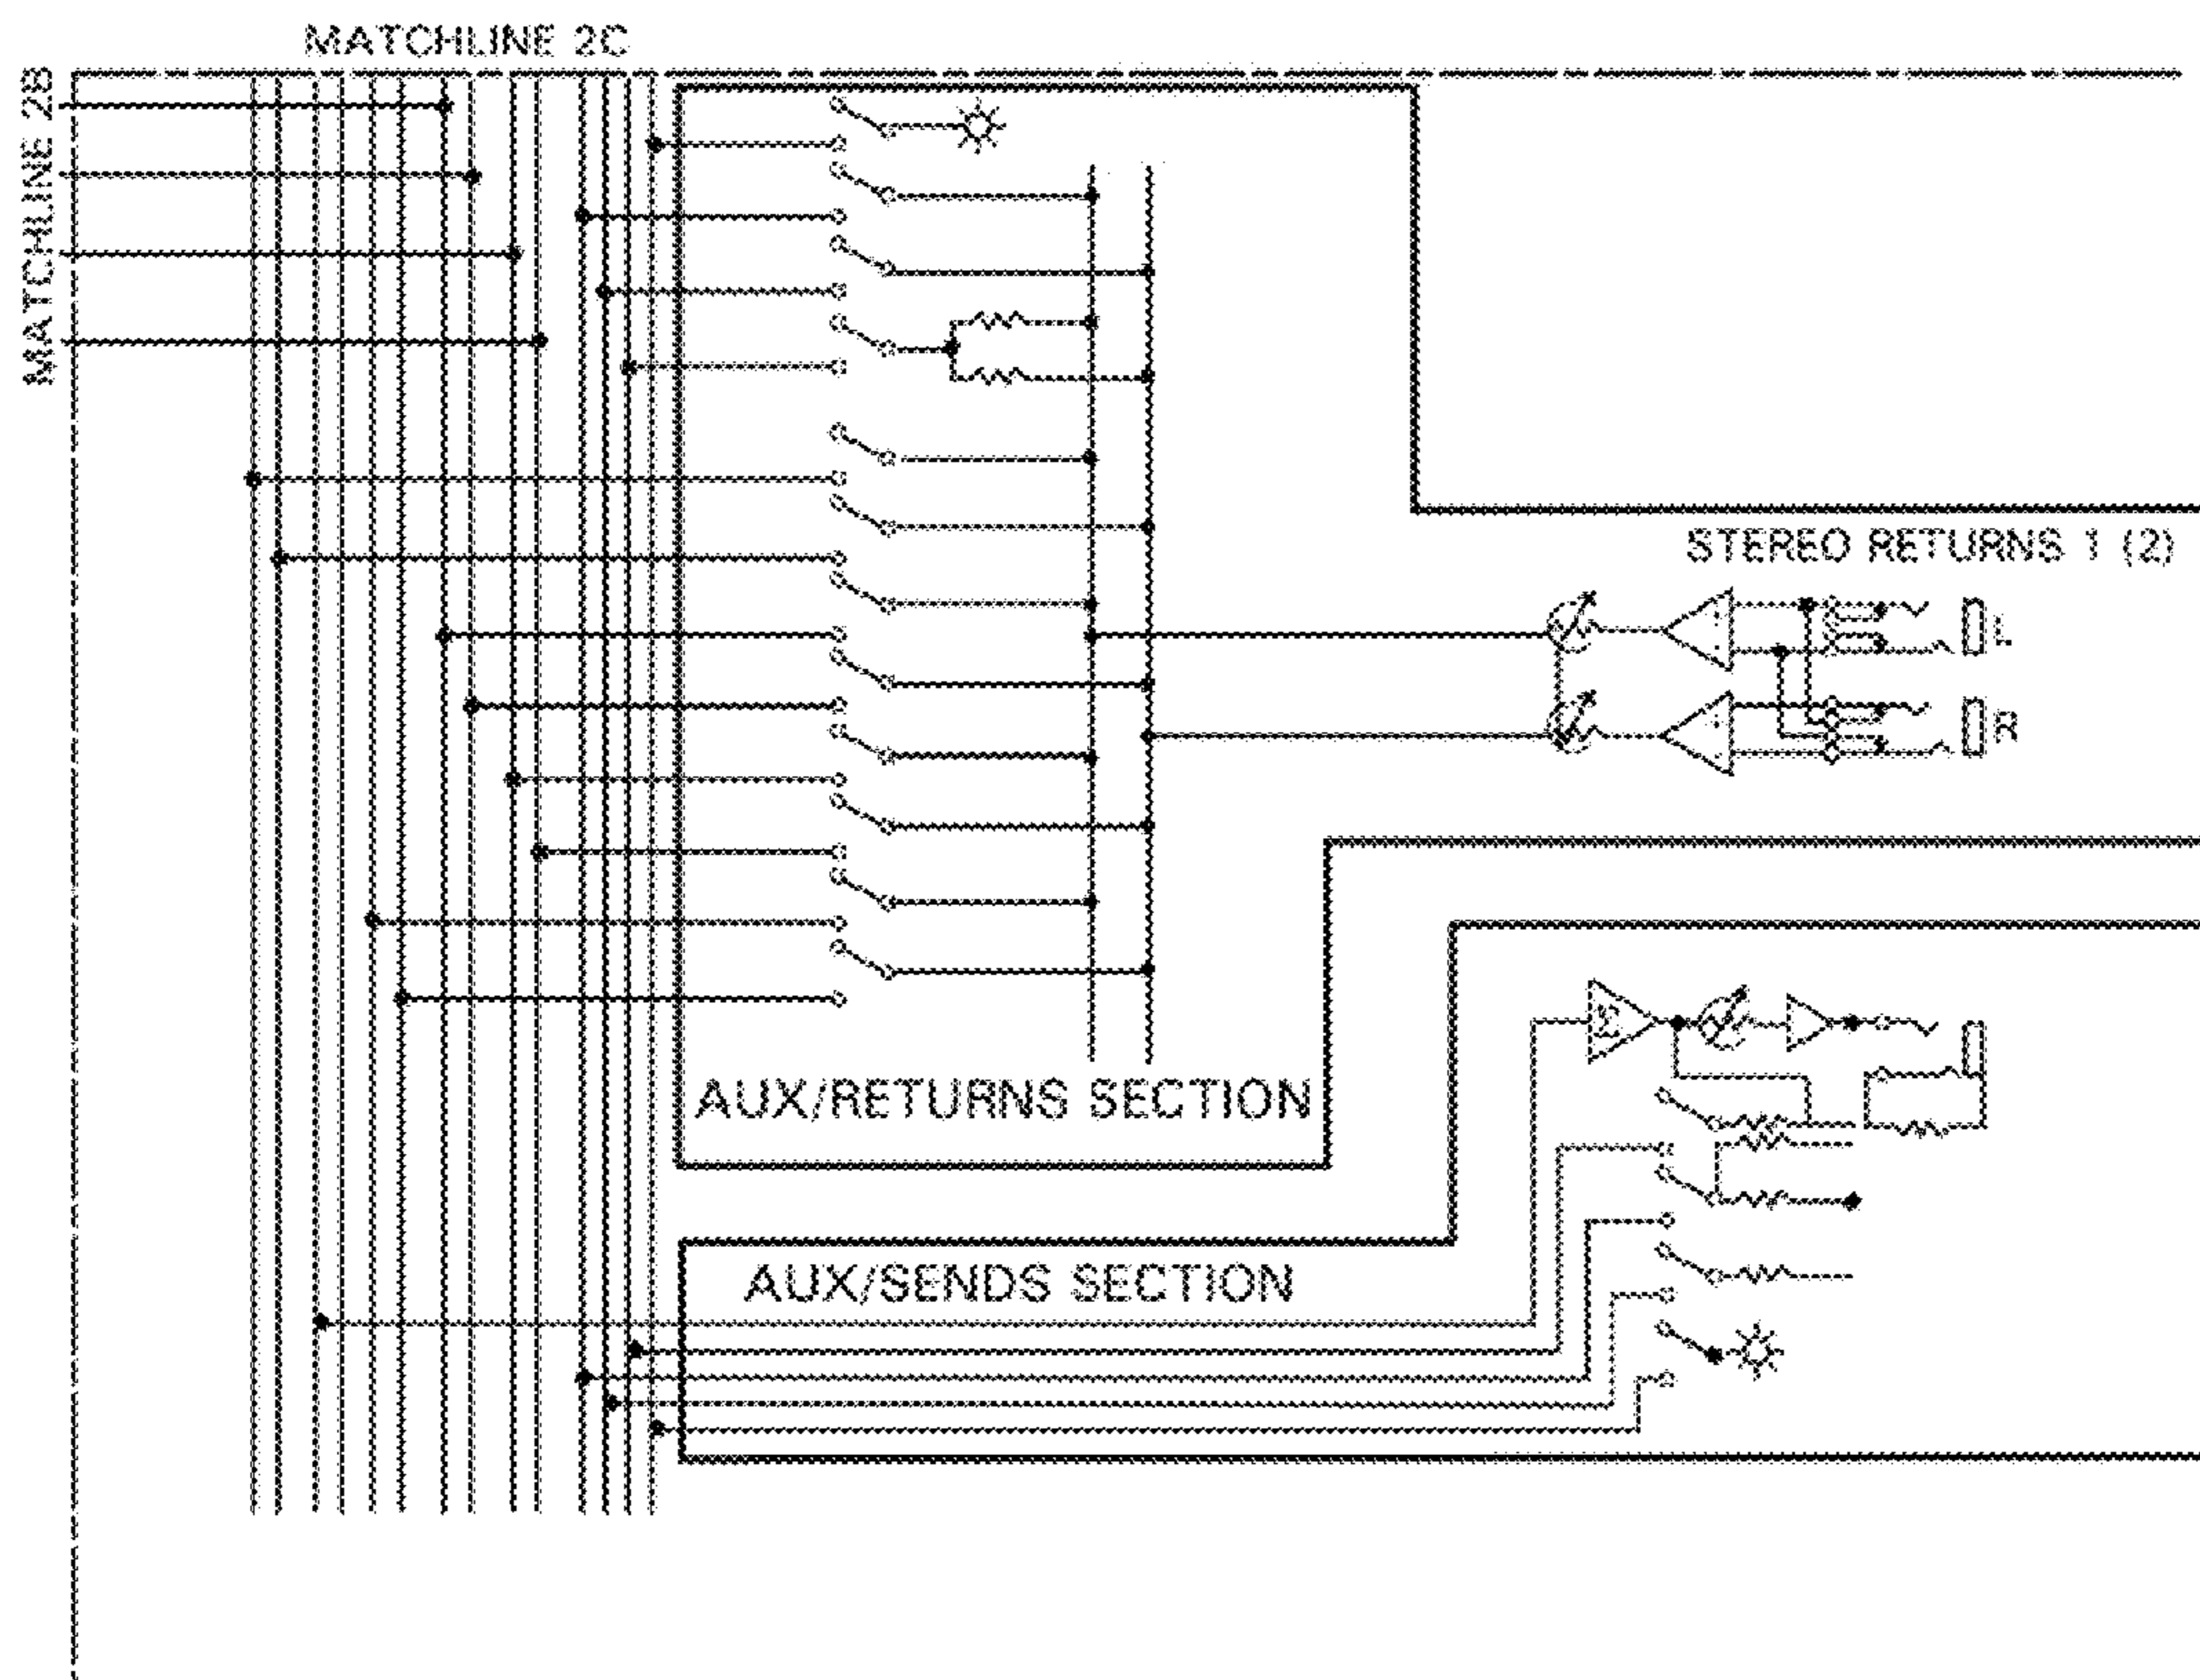 MATCHLINE 2C
MATCHLINE 2B
STEREO RETURNS 1 (2)
L
R
AUX/RETURNS SECTION
Σ
AUX/SENDS SECTION